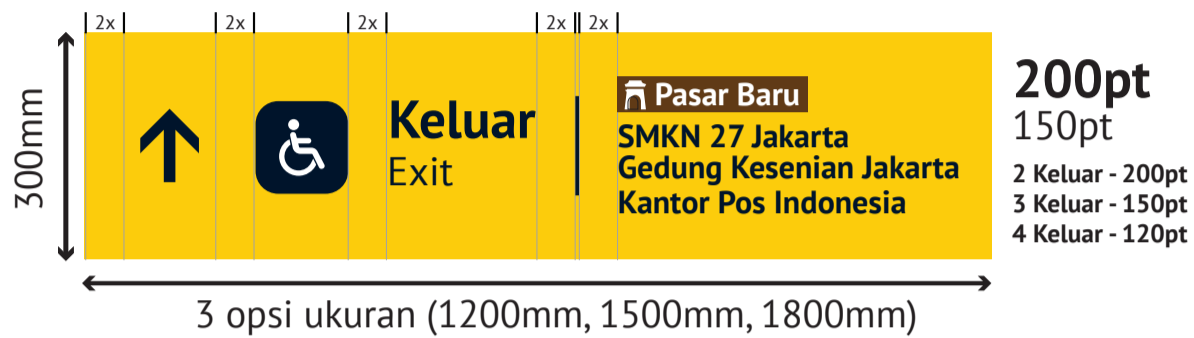 2x 2x 2x 2x 2x
300mm
Keluar
Exit
Pasar Baru
SMKN 27 Jakarta
Gedung Kesenian Jakarta
Kantor Pos Indonesia
200pt
150pt
2 Keluar - 200pt
3 Keluar - 150pt
4 Keluar - 120pt
3 opsi ukuran (1200mm, 1500mm, 1800mm)